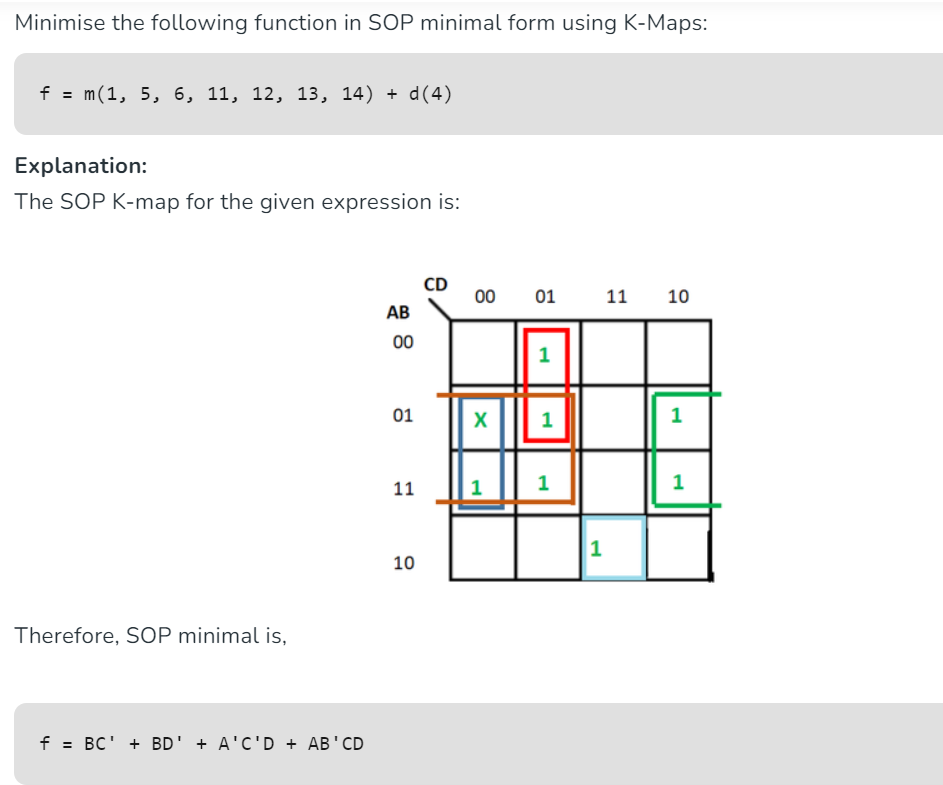 Minimise the following function in SOP minimal form using K-Maps:
f = m(1, 5, 6, 11, 12, 13, 14) + d(4)
Explanation:
The SOP K-map for the given expression is:
CD
00 01 11 10
AB
00 1
01 X 1 1
11 1 1 1
10 1
Therefore, SOP minimal is,
f = BC' + BD' + A'C'D + AB'CD